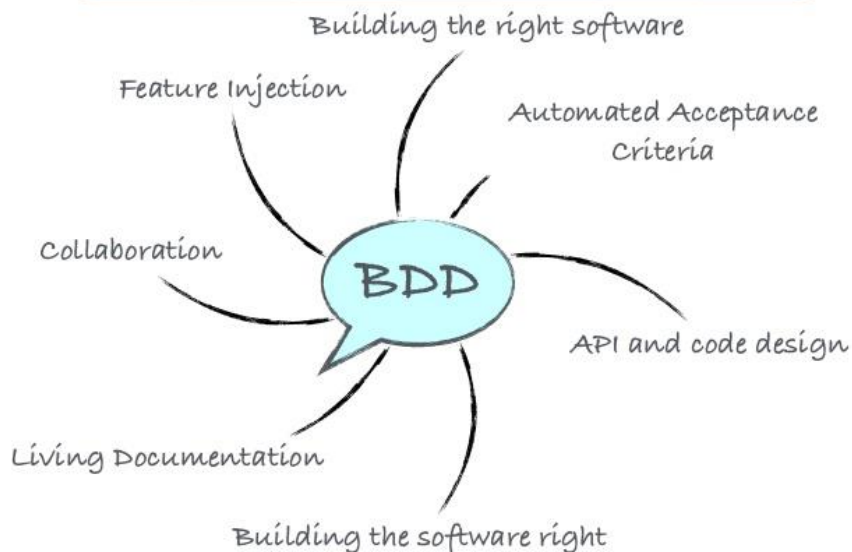 Building the right software
Feature Injection
Automated Acceptance
Criteria
Collaboration
BDD
API and code design
Living Documentation
Building the software right